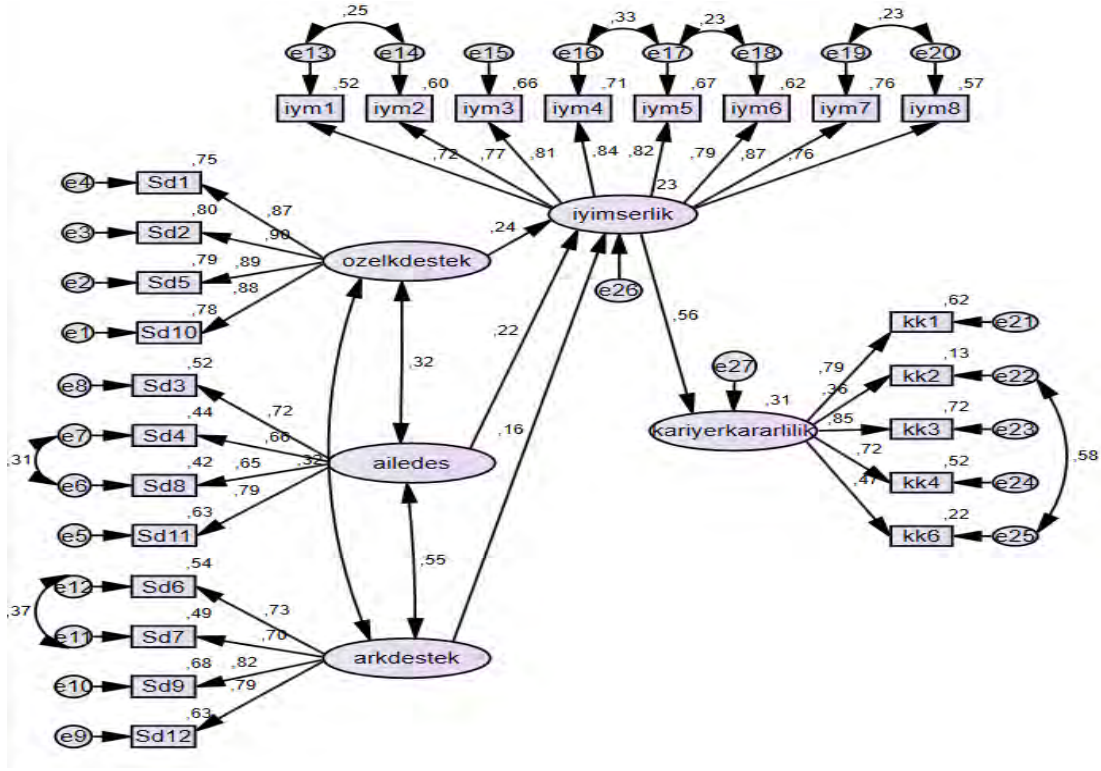 ,25 ,33 ,23 ,23
e13 e14 e15 e16 e17 e18 e19 e20
,52 ,60 ,66 ,71 ,67 ,62 ,76 ,57
iym1 iym2 iym3 iym4 iym5 iym6 iym7 iym8
,72 ,77 ,81 ,84 ,82 ,79 ,87 ,76
,23
iyimserlik
e26
,75
e4 Sd1
,87
,80
e3 Sd2
,90
,79
e2 Sd5
,89
,78
e1 Sd10
,88
ozelkdestek
,24
,32
,52
e8 Sd3
,72
,44
e7 Sd4
,66
,31
,42
e6 Sd8
,65
,32
,63
e5 Sd11
,79
ailedes
,22
,55
,54
e12 Sd6
,73
,37
,49
e11 Sd7
,70
,68
e10 Sd9
,82
,63
e9 Sd12
,79
arkdestek
,16
,56
e27
,31
kariyerkararlilik
,62
,79
kk1 e21
,13
,36
kk2 e22
,72
,85
kk3 e23
,52
,72
kk4 e24
,22
,47
kk6 e25
,58